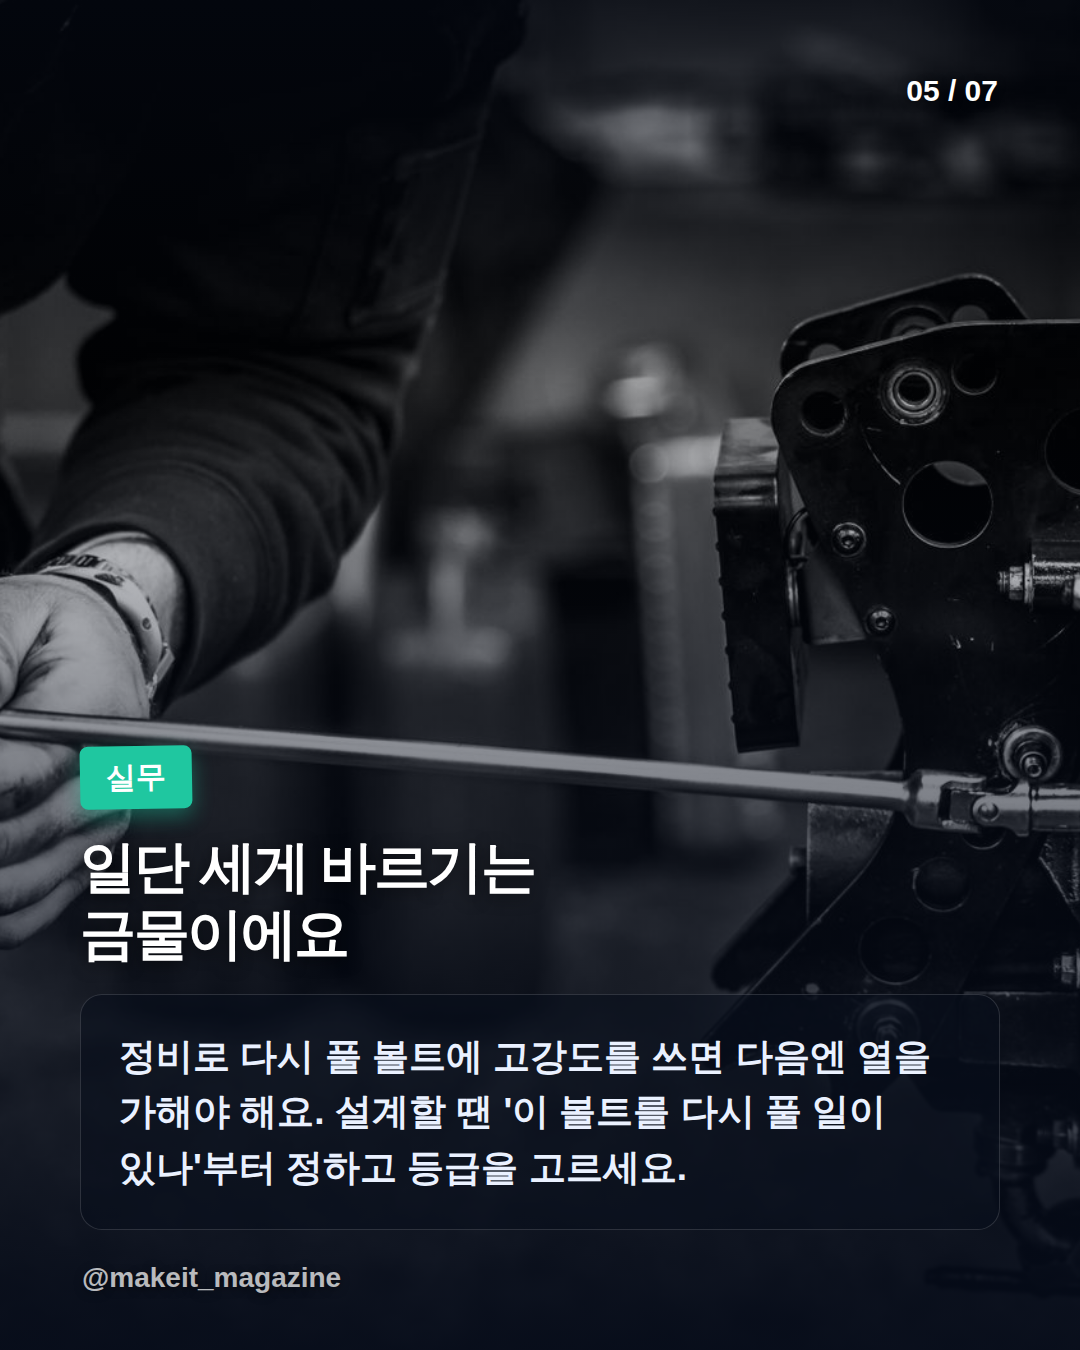 05 / 07
실무
일단 세게 바르기는
금물이에요
정비로 다시 풀 볼트에 고강도를 쓰면 다음엔 열을
가해야 해요. 설계할 땐 '이 볼트를 다시 풀 일이
있나'부터 정하고 등급을 고르세요.
@makeit_magazine